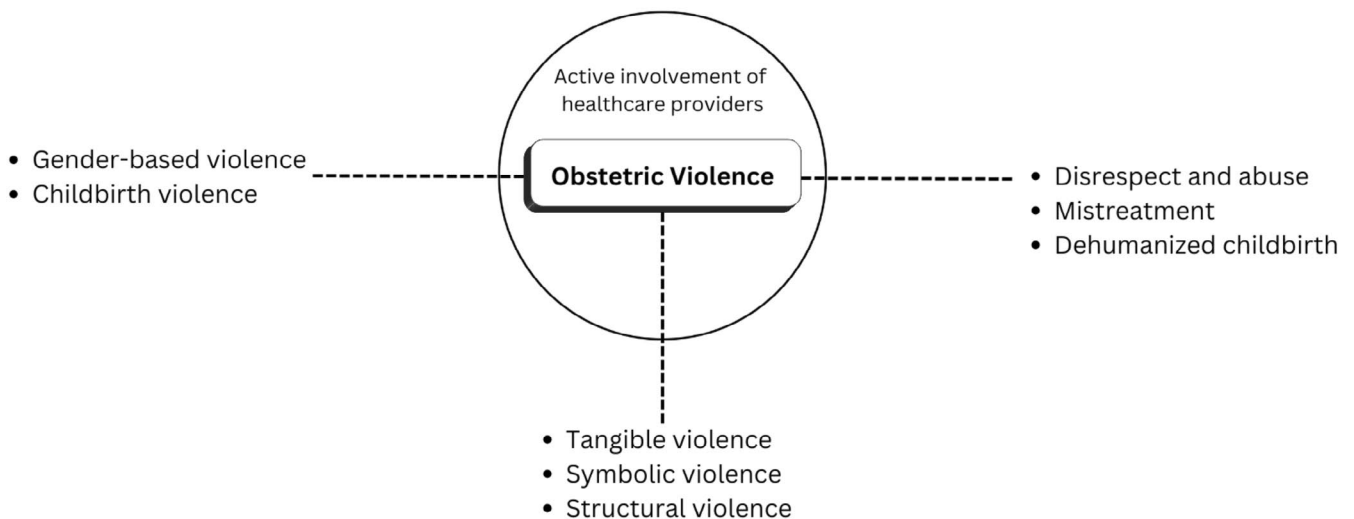 Active involvement of
healthcare providers
Obstetric Violence
• Gender-based violence
• Childbirth violence
• Disrespect and abuse
• Mistreatment
• Dehumanized childbirth
• Tangible violence
• Symbolic violence
• Structural violence